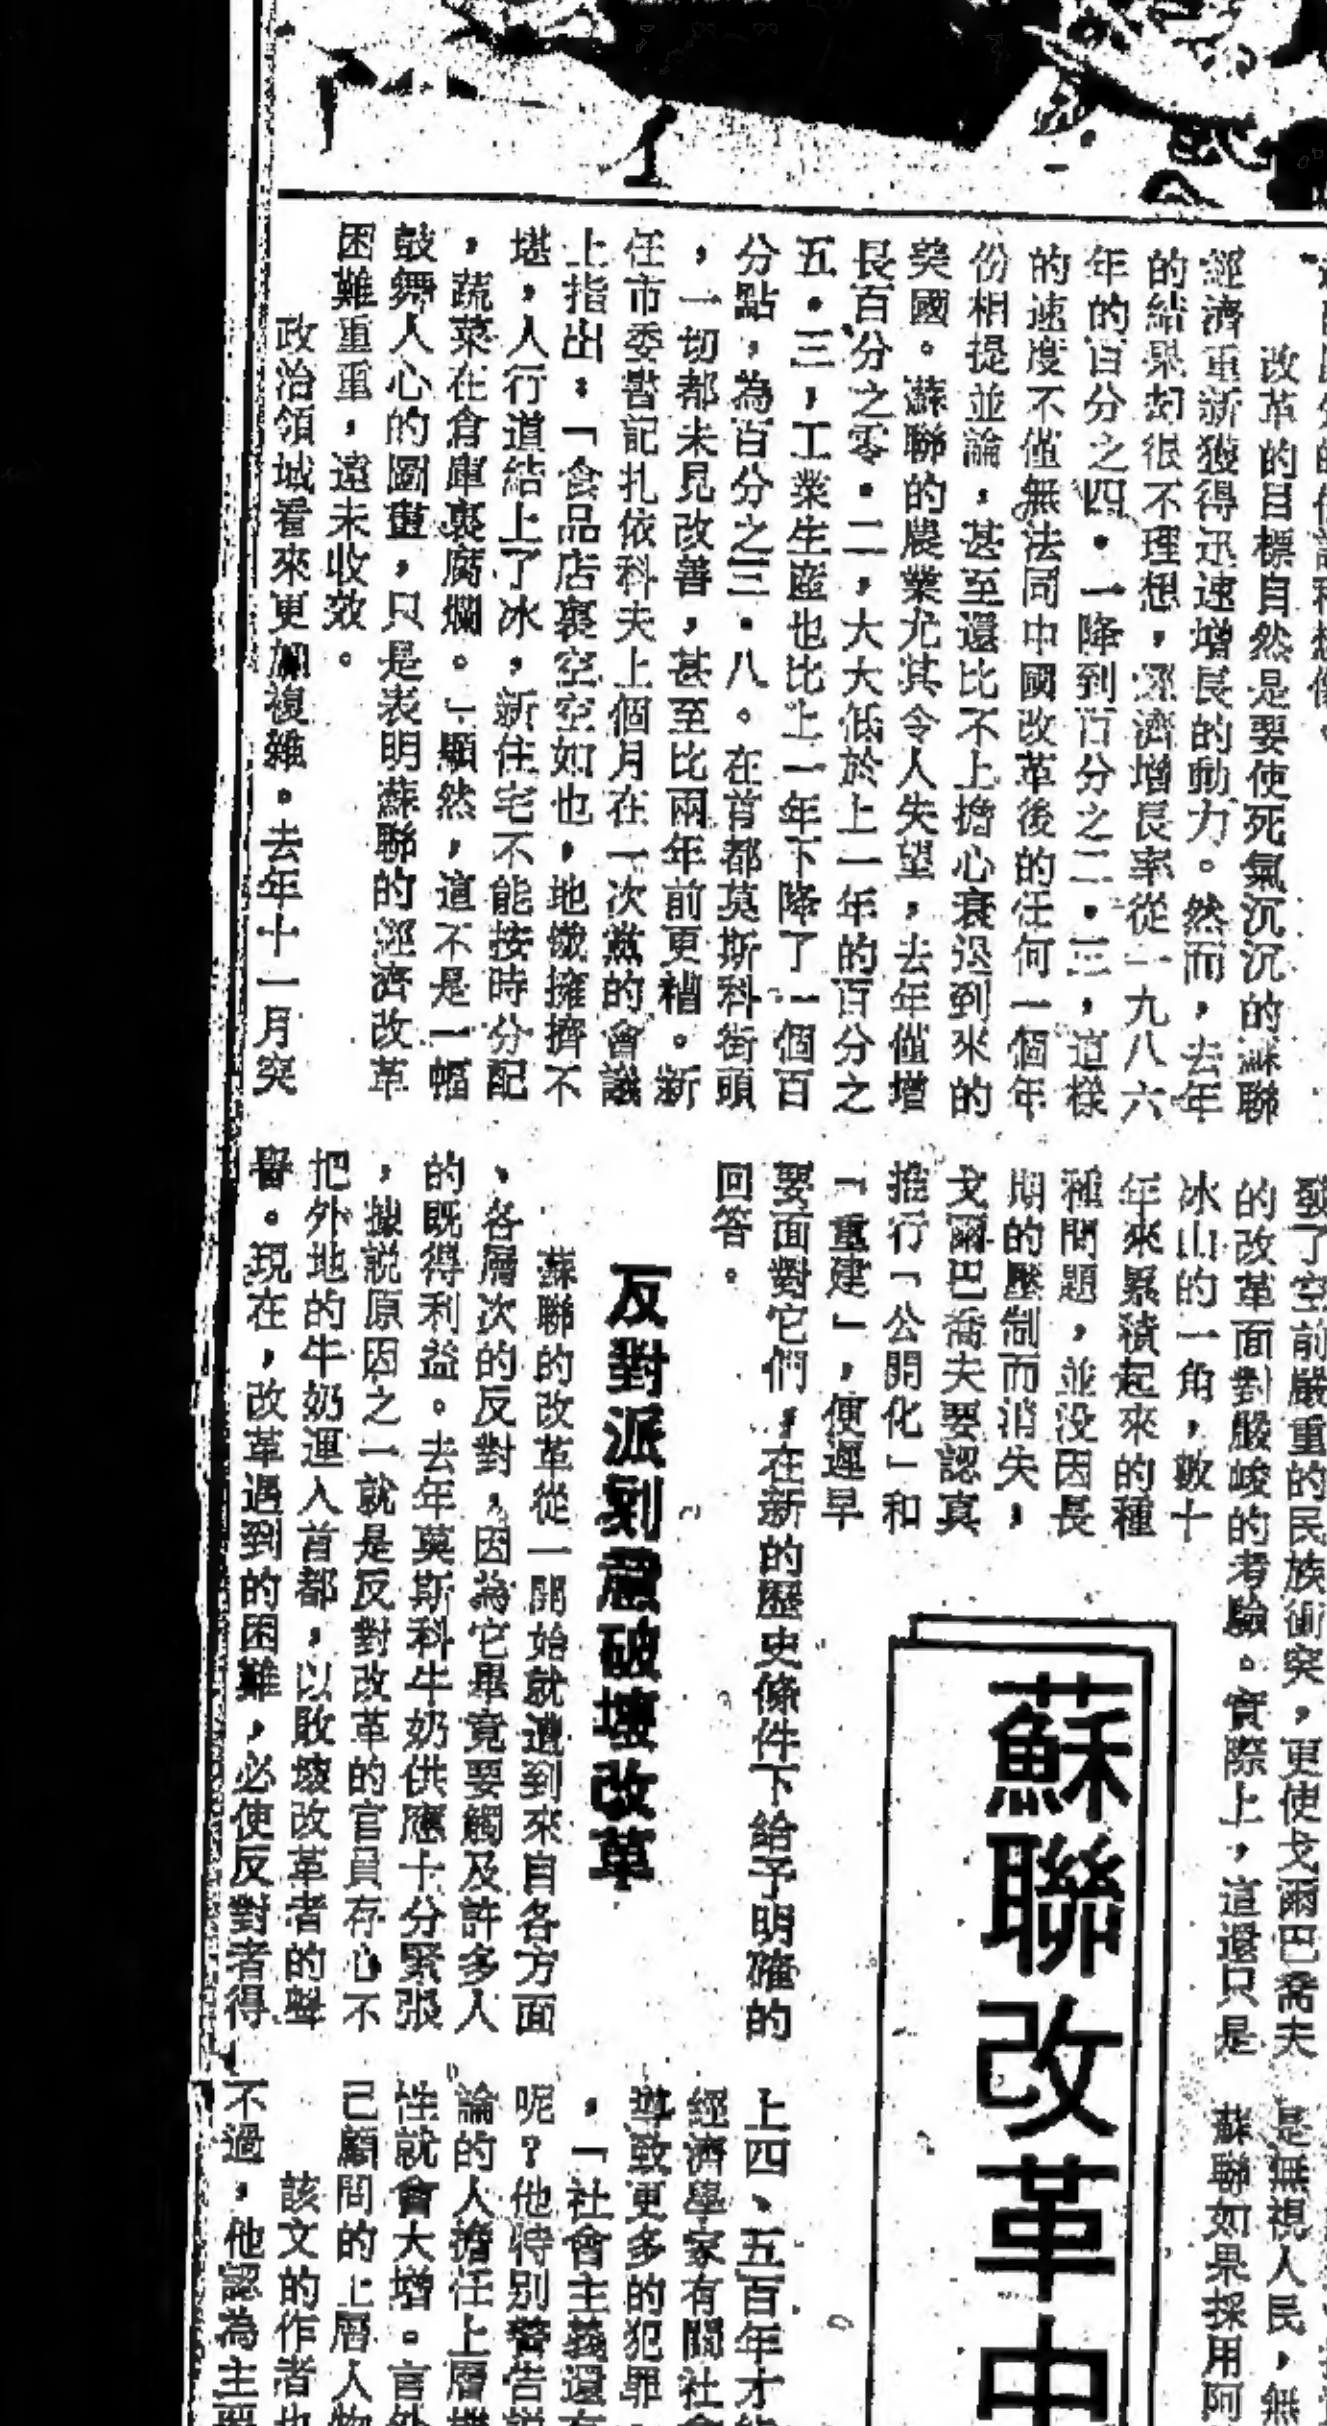 改革的目標自然是要使死氣沉沉的蘇聯
經濟重新獲得迅速增長的動力。然而,去年
的結果却很不理想,經濟增長率從一九八六
年的百分之四・一降到百分之二・三,這樣
的速度不僅無法同中國改革後的任何一個年
份相提並論,甚至還比不上擔心衰退到來的
美國。蘇聯的農業尤其令人失望,去年僅增
長百分之零・二,大大低於上一年的百分之
五・三,工業生產也比上一年下降了一個百
分點,為百分之三・八。在首都莫斯科街頭
,一切都未見改善,甚至比兩年前更糟。新
任市委書記扎依科夫上個月在一次黨的會議
上指出:「食品店裏空空如也,地鐵擁擠不
堪,人行道結上了冰,新住宅不能按時分配
,蔬菜在倉庫裏腐爛。」顯然,這不是一幅
鼓舞人心的圖畫,只是表明蘇聯的經濟改革
困難重重,遠未收效。
政治領域看來更加複雜。去年十一月突
發了空前嚴重的民族衝突,更使戈爾巴喬夫
的改革面對嚴峻的考驗。實際上,這還只是
冰山的一角,數十
年來累積起來的種
種問題,並没因長
期的壓制而消失,
戈爾巴喬夫要認真
推行「公開化」和
「重建」,便遲早
要面對它們,在新的歷史條件下給予明確的
回答。
反對派刻意破壞改革
蘇聯的改革從一開始就遭到來自各方面
、各層次的反對,因為它畢竟要觸及許多人
的既得利益。去年莫斯科牛奶供應十分緊張
,據説原因之一就是反對改革的官員存心不
把外地的牛奶運入首都,以敗壞改革者的聲
譽。現在,改革遇到的困難,必使反對者得
蘇聯改革中
是無視人民,無
蘇聯如果採用阿
上四、五百年才
經濟學家有關社會
導致更多的犯罪
,「社會主義還有
呢?他特别警告説
論的人擔任上層
性就會大增。言外
己顧問的上層人物
該文的作者也
不過,他認為主要